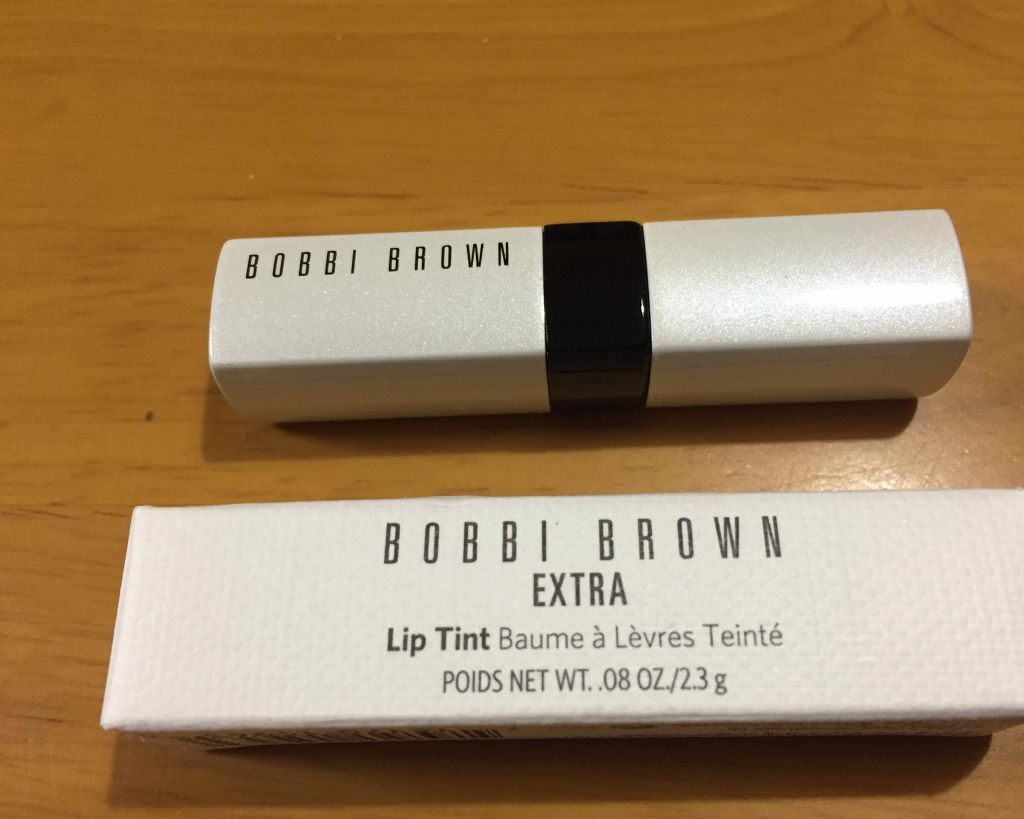 BOBBI BROWN
BOBBI BROWN
EXTRA
Lip Tint Baume à Lèvres Teinté
POIDS NET WT. .08 OZ./2.3 g